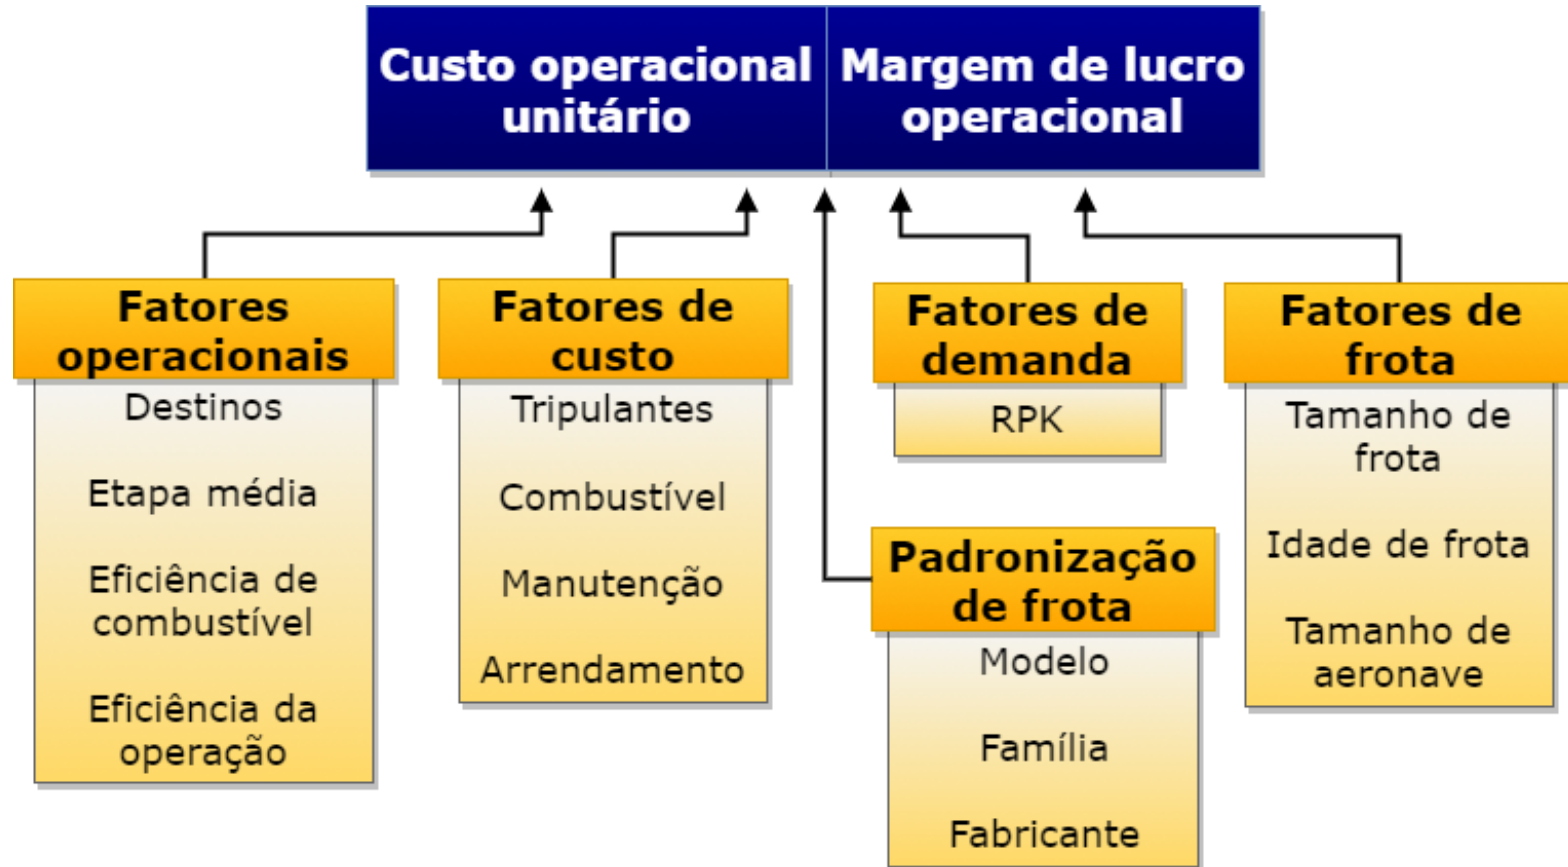 Custo operacional
unitário
Margem de lucro
operacional
Fatores
operacionais
Destinos
Etapa média
Eficiência de
combustível
Eficiência da
operação
Fatores de
custo
Tripulantes
Combustível
Manutenção
Arrendamento
Fatores de
demanda
RPK
Padronização
de frota
Modelo
Família
Fabricante
Fatores de
frota
Tamanho de
frota
Idade de frota
Tamanho de
aeronave